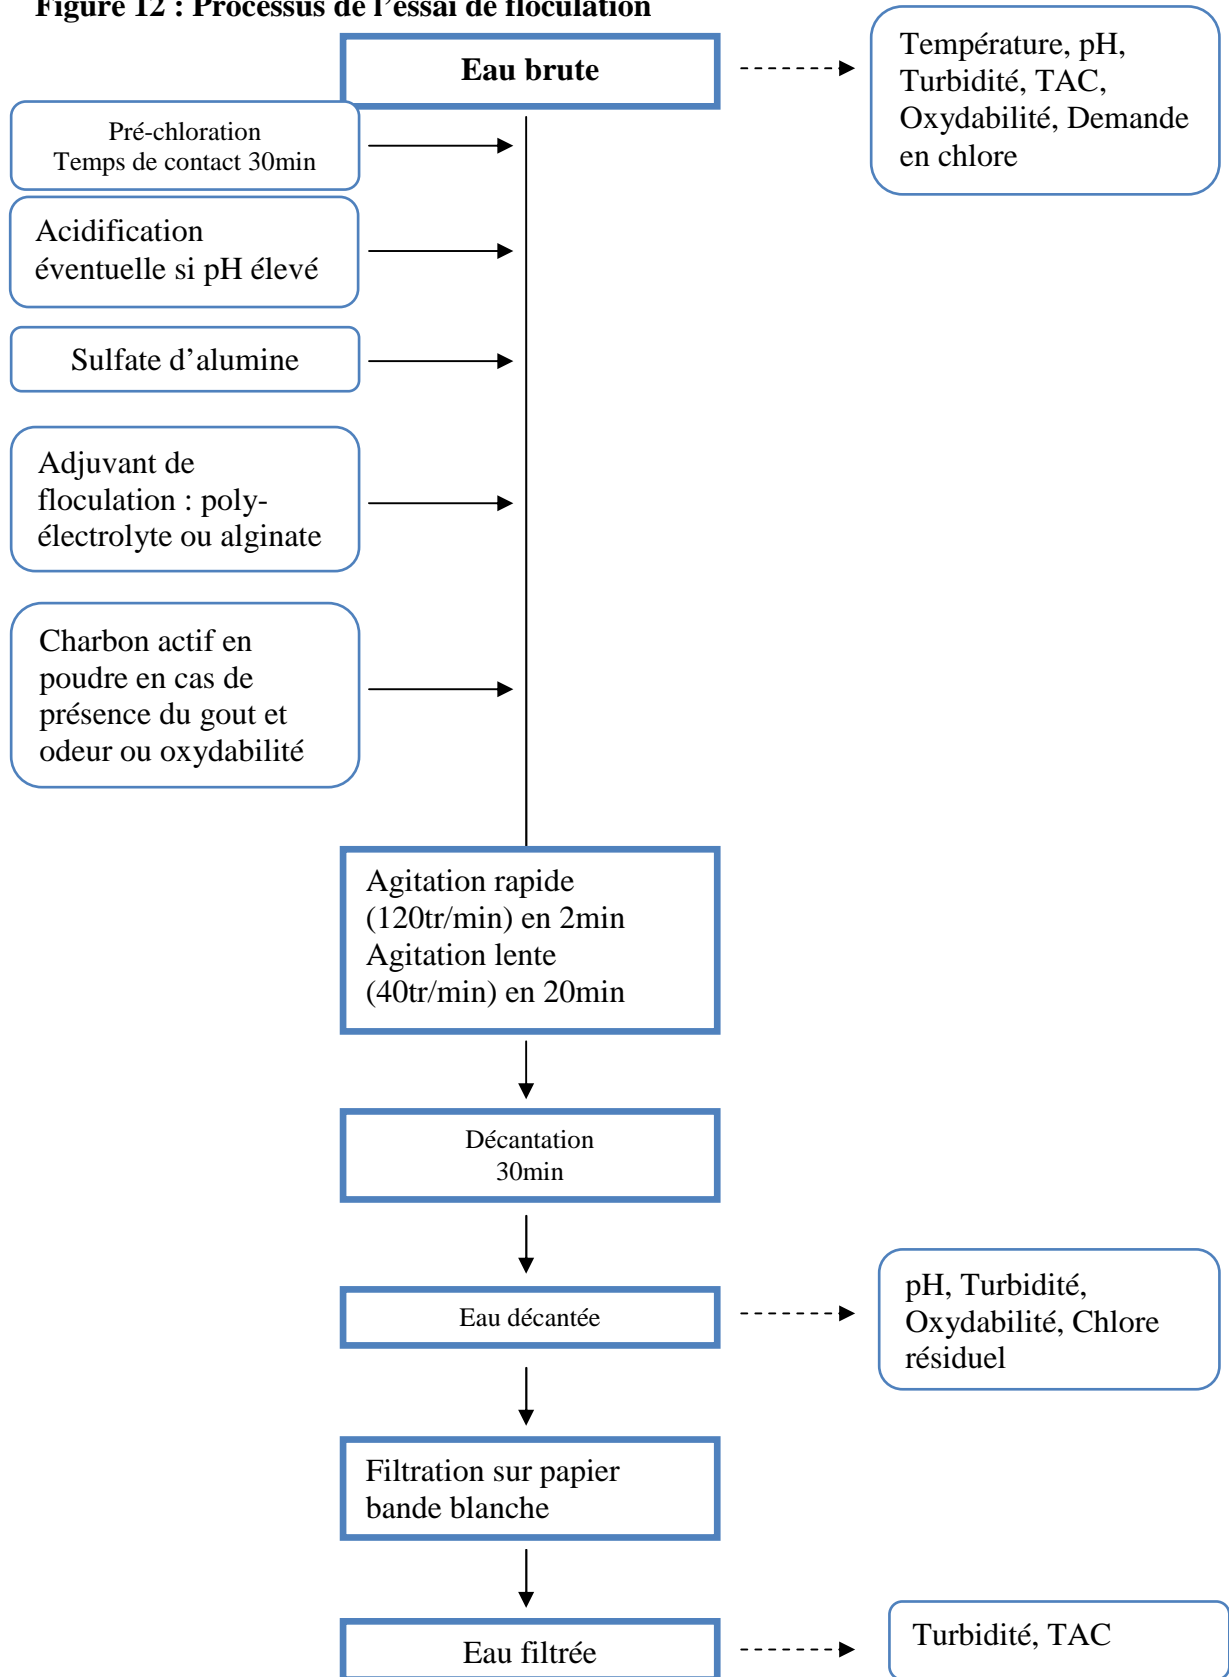 Figure 12 : Processus de l’essai de floculation
Eau brute
Température, pH,
Turbidité, TAC,
Oxydabilité, Demande
en chlore
Pré-chloration
Temps de contact 30min
Acidification
éventuelle si pH élevé
Sulfate d’alumine
Adjuvant de
floculation : poly-
électrolyte ou alginate
Charbon actif en
poudre en cas de
présence du gout et
odeur ou oxydabilité
Agitation rapide
(120tr/min) en 2min
Agitation lente
(40tr/min) en 20min
Décantation
30min
Eau décantée
pH, Turbidité,
Oxydabilité, Chlore
résiduel
Filtration sur papier
bande blanche
Eau filtrée
Turbidité, TAC